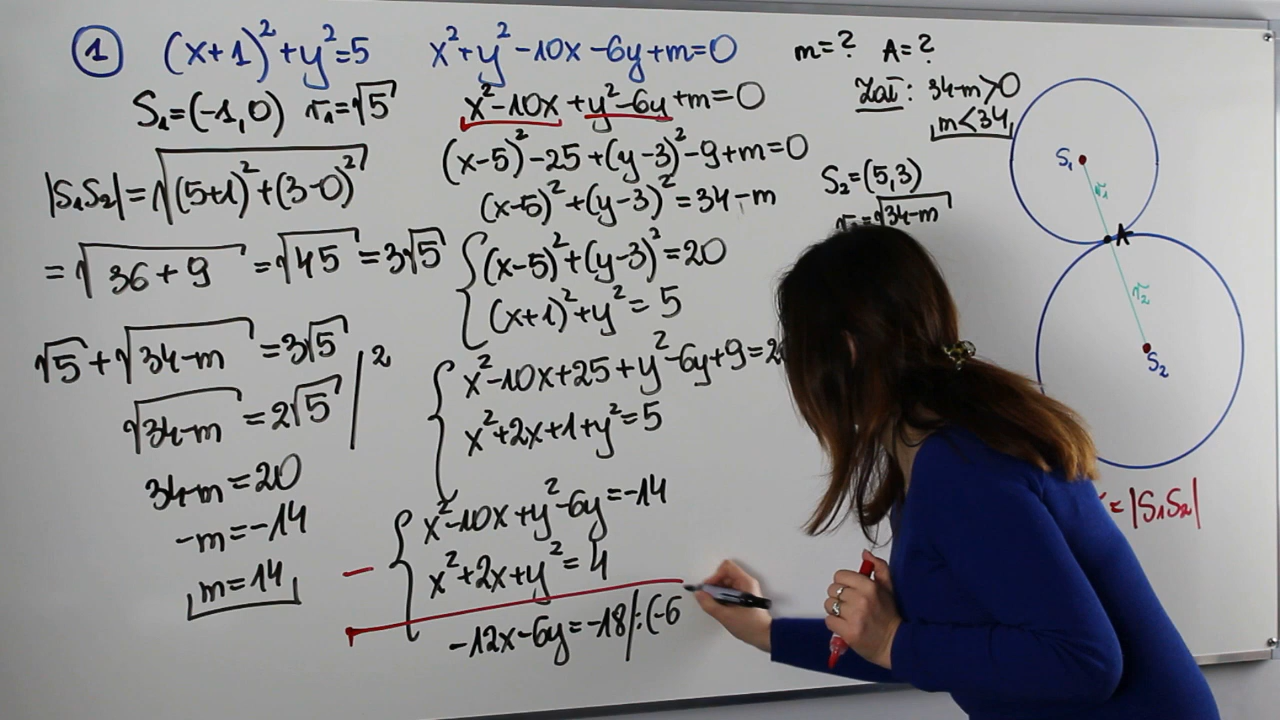 ① (x+1)²+y²=5 x²+y²-10x-6y+m=0 m=? A=?
S₁=(-1,0) r₁=√5
|S₁S₂|=√((5+1)²+(3-0)²)
=√(36+9) =√45 =3√5
√5+√(34-m) =3√5 |²
√(34-m) =2√5
34-m=20
-m=-14
m=14
x²-10x+y²-6y+m=0
(x-5)²-25+(y-3)²-9+m=0
(x-5)²+(y-3)²=34-m
(x-5)²+(y-3)²=20
(x+1)²+y²=5
x²-10x+25+y²-6y+9=20
x²+2x+1+y²=5
x²-10x+y²-6y=-14
- x²+2x+y²=4
-12x-6y=-18/:(-6
Zał: 34-m>0
m<34
S₂=(5,3)
r₂=√(34-m)
S₁
r₁
A
r₂
S₂
=|S₁S₂|